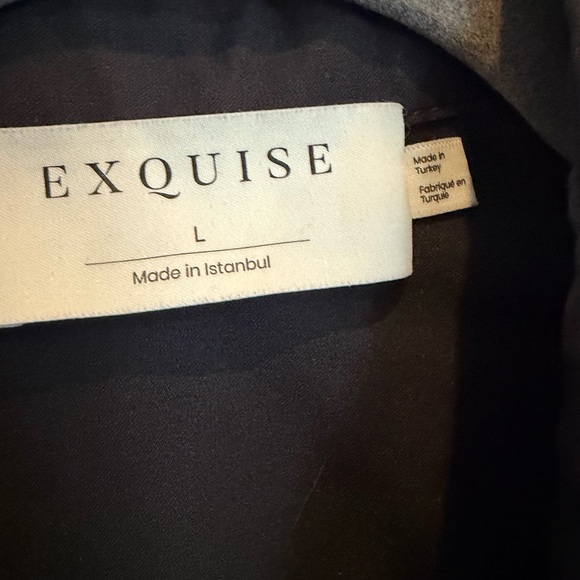 EXQUISE
L
Made in Istanbul
Made in
Turkey
Fabriqué en
Turquie